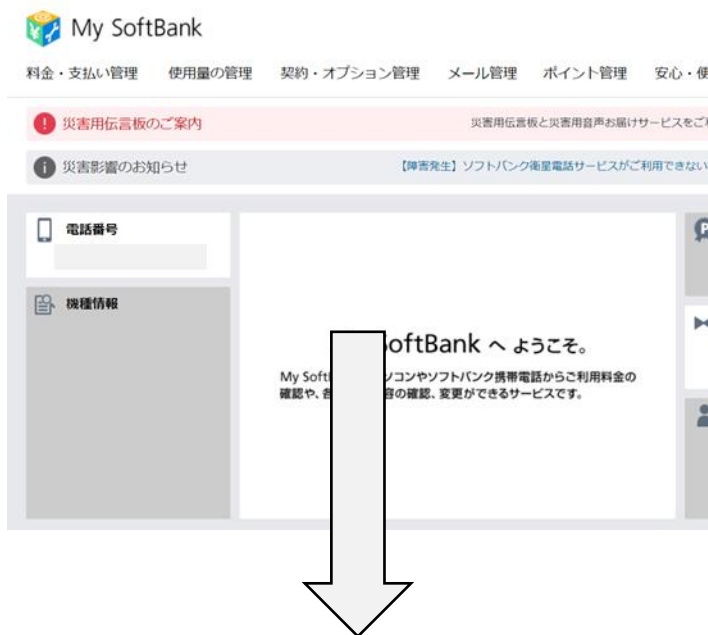 My SoftBank
料金・支払い管理 使用量の管理 契約・オプション管理 メール管理 ポイント管理 安心・使
災害用伝言板のご案内 災害用伝言板と災害用音声お届けサービスをご利
災害影響のお知らせ 【障害発生】ソフトバンク衛星電話サービスがご利用できない
電話番号
機種情報
SoftBank へ ようこそ。
My Soft ソコンやソフトバンク携帯電話からご利用料金の
確認や、各 容の確認、変更ができるサービスです。